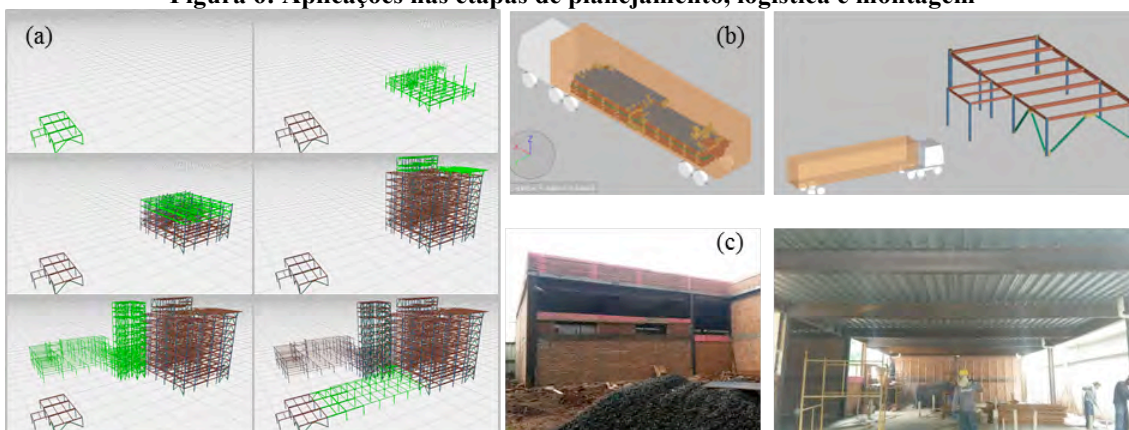 Figura 6: Aplicações nas etapas de planejamento, logística e montagem
(a)
(b)
Z
(c)